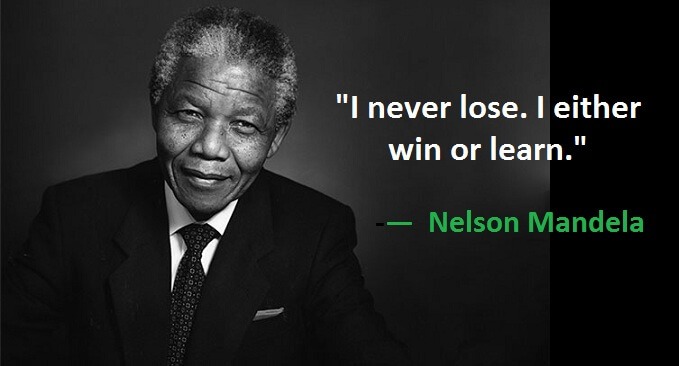 "I never lose. I either
win or learn."
-— Nelson Mandela